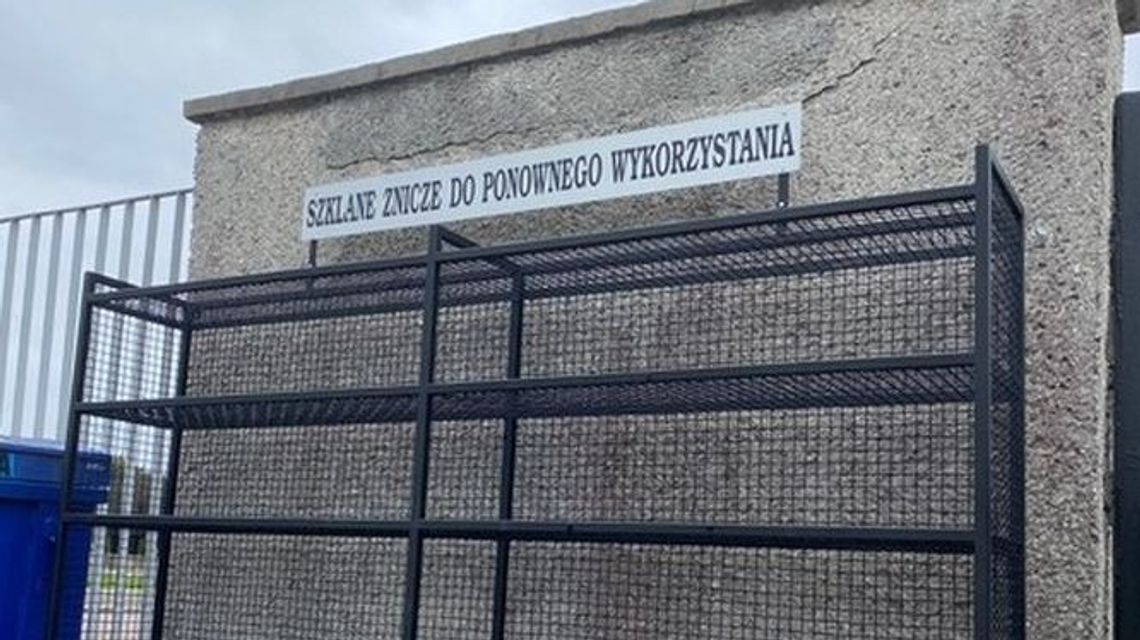 SZKLANE ZNICZE DO PONOWNEGO WYKORZYSTANIA